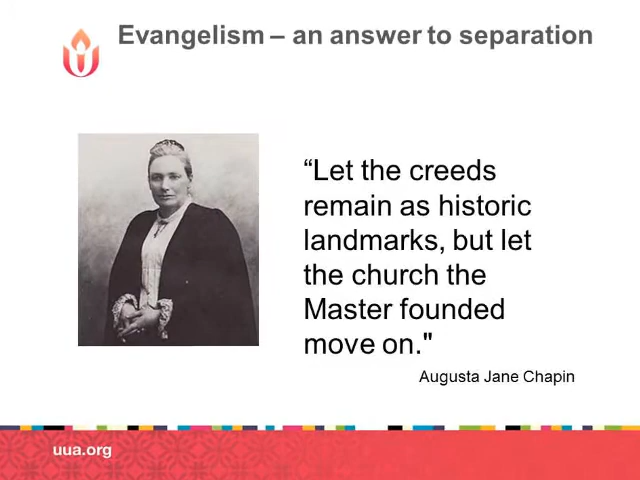 Evangelism – an answer to separation
“Let the creeds
remain as historic
landmarks, but let
the church the
Master founded
move on."
Augusta Jane Chapin
uua.org